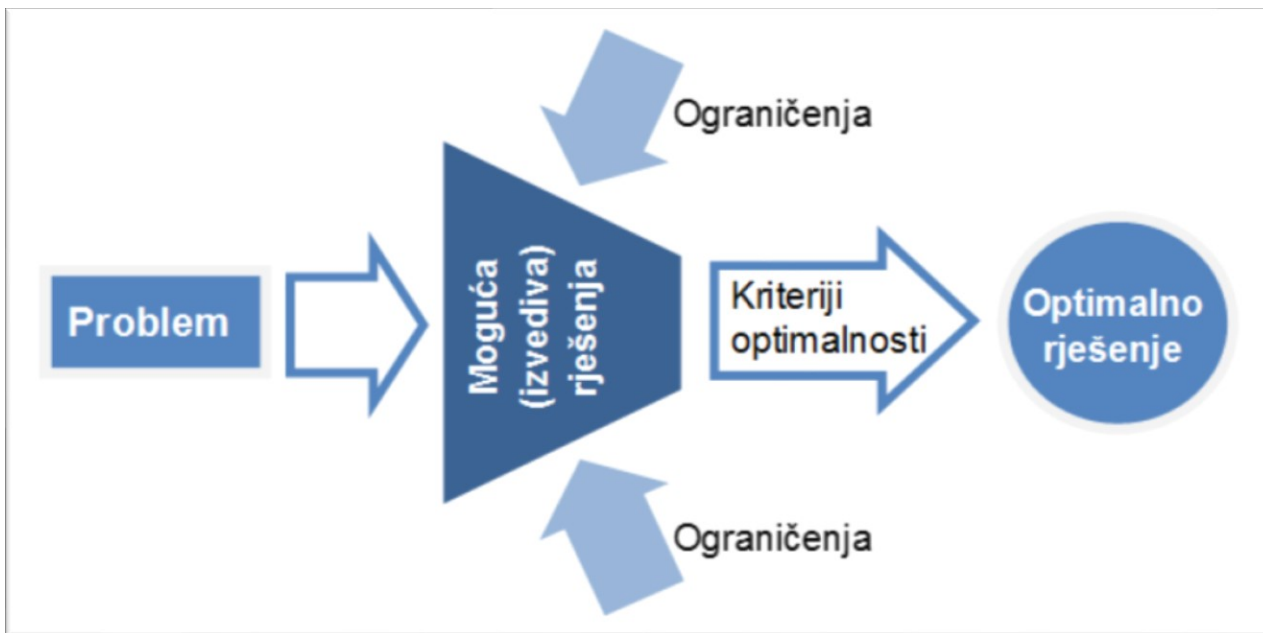 Ograničenja
Problem
Moguća
(izvediva)
rješenja
Kriteriji
optimalnosti
Optimalno
rješenje
Ograničenja